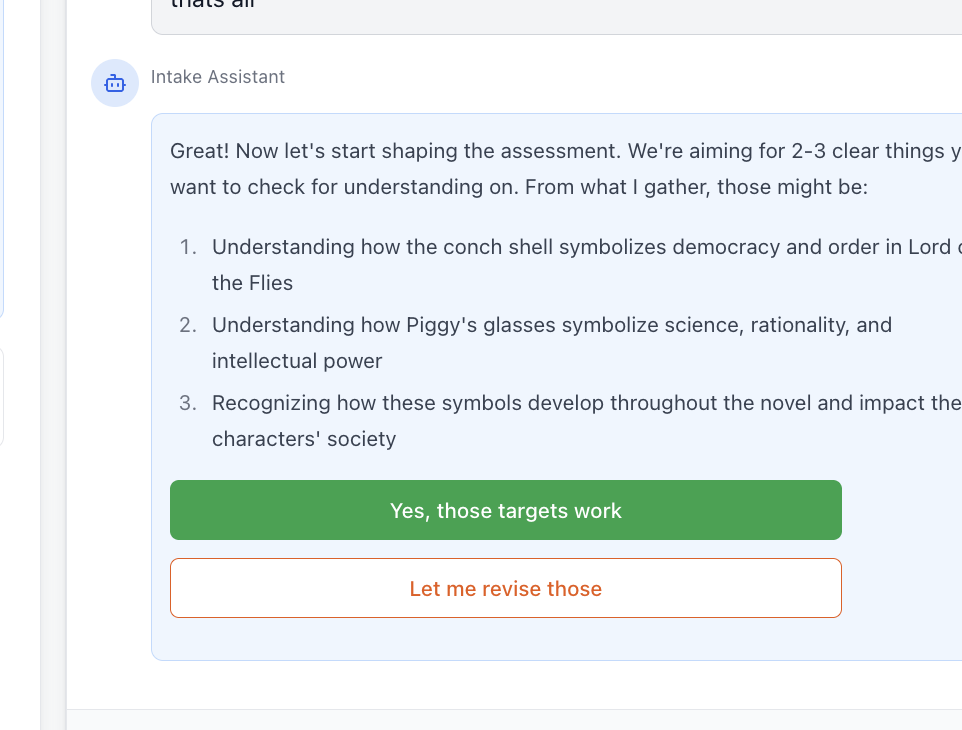 thats all
Intake Assistant
Great! Now let's start shaping the assessment. We're aiming for 2-3 clear things
want to check for understanding on. From what I gather, those might be:
1. Understanding how the conch shell symbolizes democracy and order in Lord
the Flies
2. Understanding how Piggy's glasses symbolize science, rationality, and
intellectual power
3. Recognizing how these symbols develop throughout the novel and impact the
characters' society
Yes, those targets work
Let me revise those